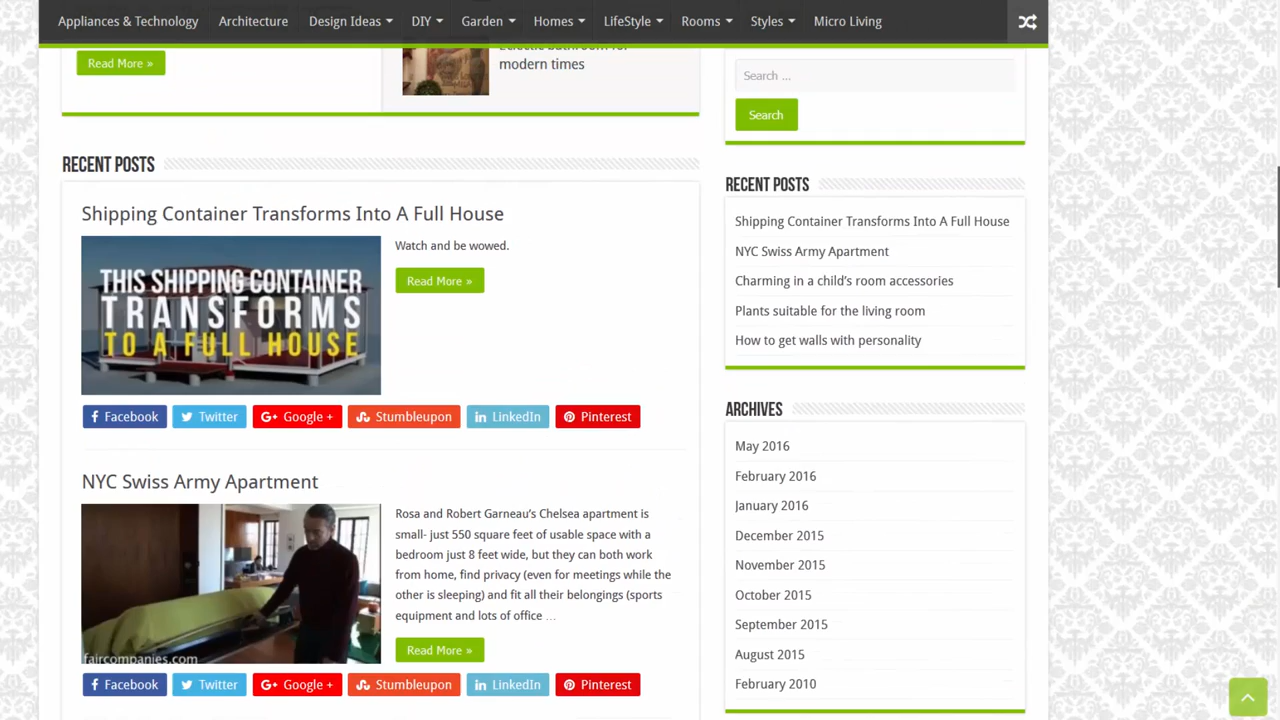 Appliances & Technology Architecture Design Ideas DIY Garden Homes LifeStyle Rooms Styles Micro Living
Read More »
Eclectic bathroom for
modern times
Search ...
Search
RECENT POSTS
Shipping Container Transforms Into A Full House
THIS SHIPPING CONTAINER
TRANSFORMS
TO A FULL HOUSE
Watch and be wowed.
Read More »
Facebook Twitter Google + Stumbleupon LinkedIn Pinterest
NYC Swiss Army Apartment
faircompanies.com
Rosa and Robert Garneau’s Chelsea apartment is
small- just 550 square feet of usable space with a
bedroom just 8 feet wide, but they can both work
from home, find privacy (even for meetings while the
other is sleeping) and fit all their belongings (sports
equipment and lots of office …
Read More »
Facebook Twitter Google + Stumbleupon LinkedIn Pinterest
RECENT POSTS
Shipping Container Transforms Into A Full House
NYC Swiss Army Apartment
Charming in a child’s room accessories
Plants suitable for the living room
How to get walls with personality
ARCHIVES
May 2016
February 2016
January 2016
December 2015
November 2015
October 2015
September 2015
August 2015
February 2010